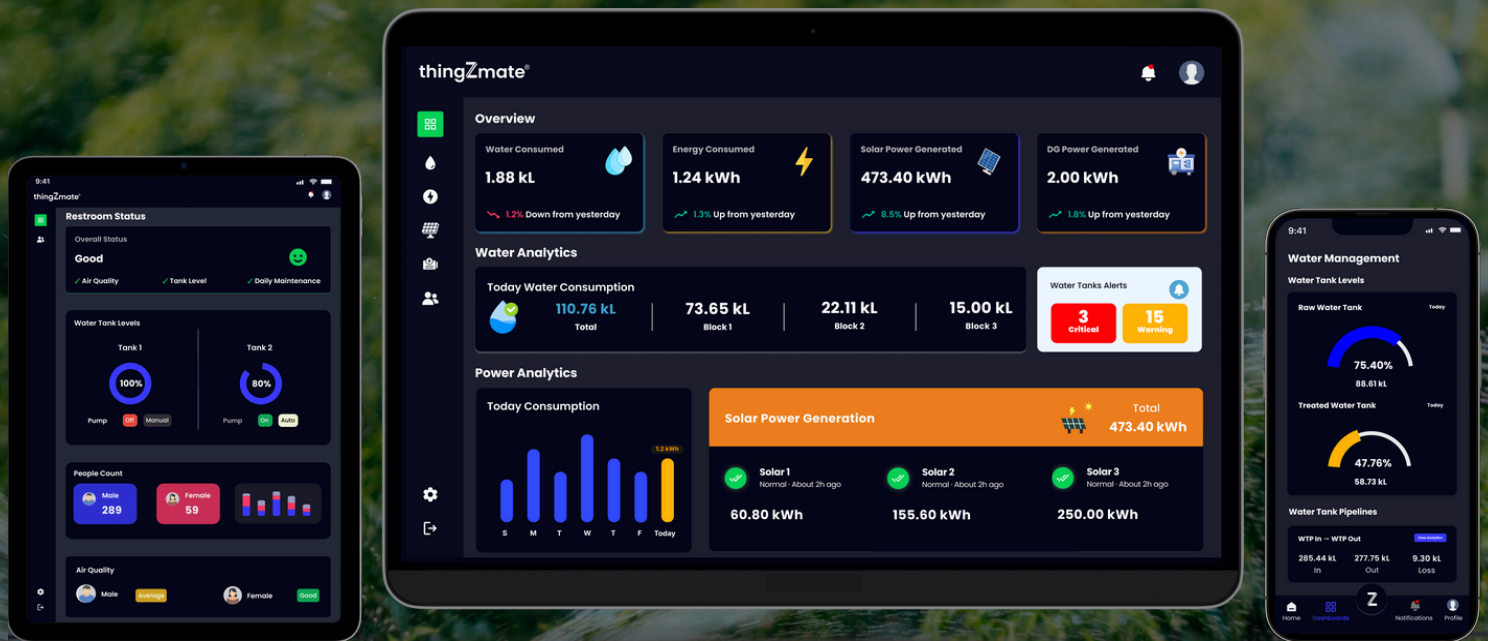 9:41
thingZmate®
Restroom Status
Overall Status
Good
✓ Air Quality ✓ Tank Level ✓ Daily Maintenance
Water Tank Levels
Tank 1 Tank 2
100% 80%
Pump Off Manual Pump On Auto
People Count
Male
289
Female
59
Air Quality
Male Average Female Good
thingZmate®
Overview
Water Consumed
1.88 kL
1.2% Down from yesterday
Energy Consumed
1.24 kWh
1.3% Up from yesterday
Solar Power Generated
473.40 kWh
8.5% Up from yesterday
DG Power Generated
2.00 kWh
1.8% Up from yesterday
Water Analytics
Today Water Consumption
110.76 kL 73.65 kL 22.11 kL 15.00 kL
Total Block 1 Block 2 Block 3
Water Tanks Alerts
3 15
Critical Warning
Power Analytics
Today Consumption
1.2 kWh
S M T W T F Today
Solar Power Generation
Total
473.40 kWh
Solar 1 Solar 2 Solar 3
Normal · About 2h ago Normal · About 2h ago Normal · About 2h ago
60.80 kWh 155.60 kWh 250.00 kWh
9:41
Water Management
Water Tank Levels
Raw Water Tank Today
75.40%
88.61 kL
Treated Water Tank Today
47.76%
58.73 kL
Water Tank Pipelines
WTP In → WTP Out View Analytics
285.44 kL 277.75 kL 9.30 kL
In Out Loss
Z
Home Dashboards Notifications Profile